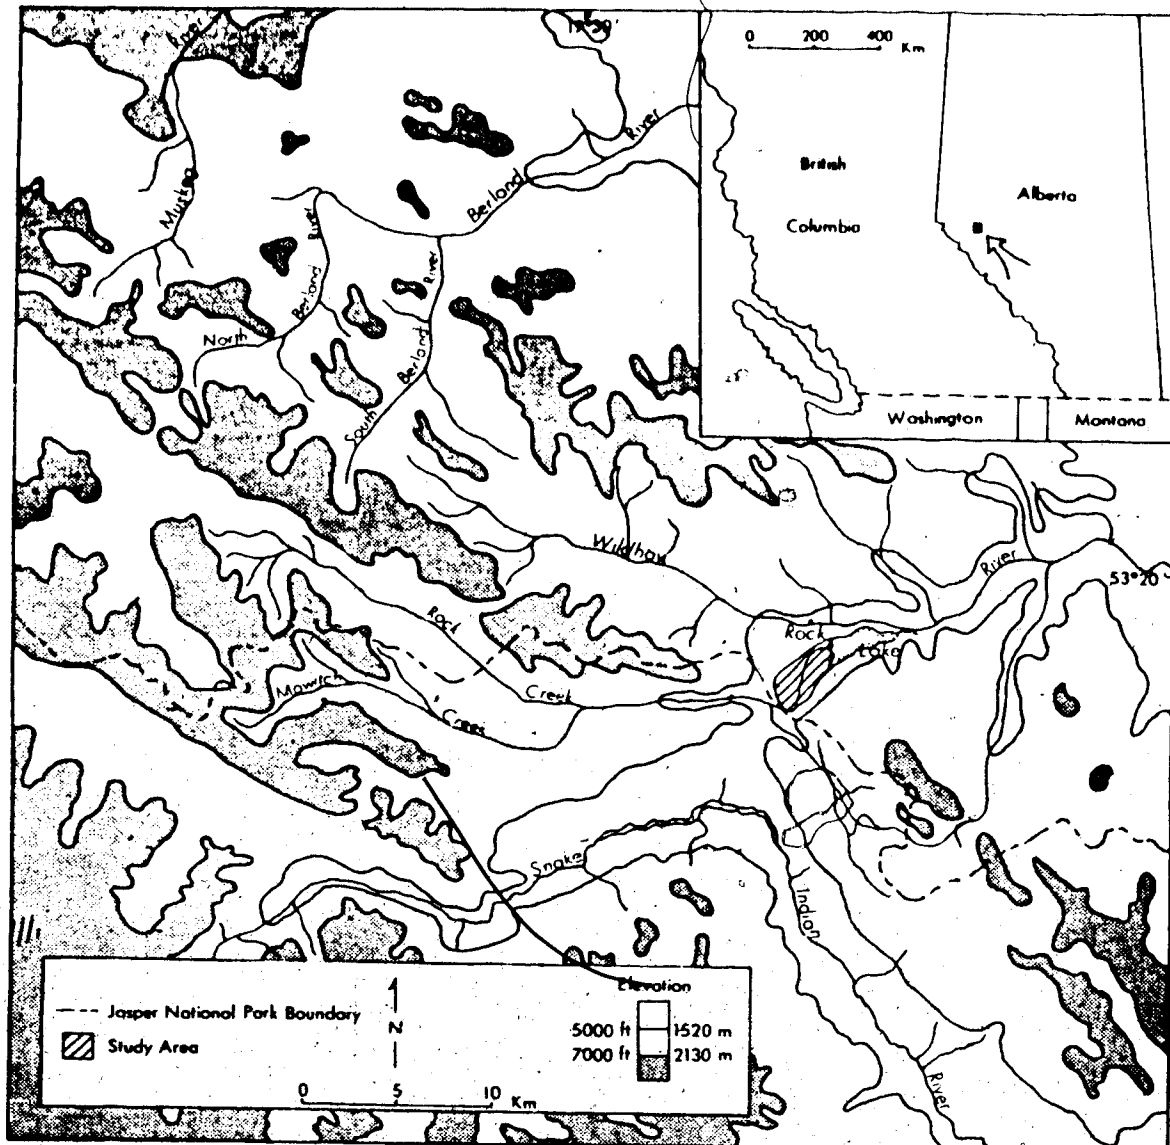 River
0 200 400
Km
River
British
Columbia
Alberta
Muskeg
Berland
River
River
Berland
North
Berland
South
Washington
Montana
Wildhay
River
53°20'
Rock
Rock
Lake
Mowitch
Creek
Creek
Snake
Indian
River
Jasper National Park Boundary
Study Area
N
Elevation
5000 ft 1520 m
7000 ft 2130 m
0 5 10
Km